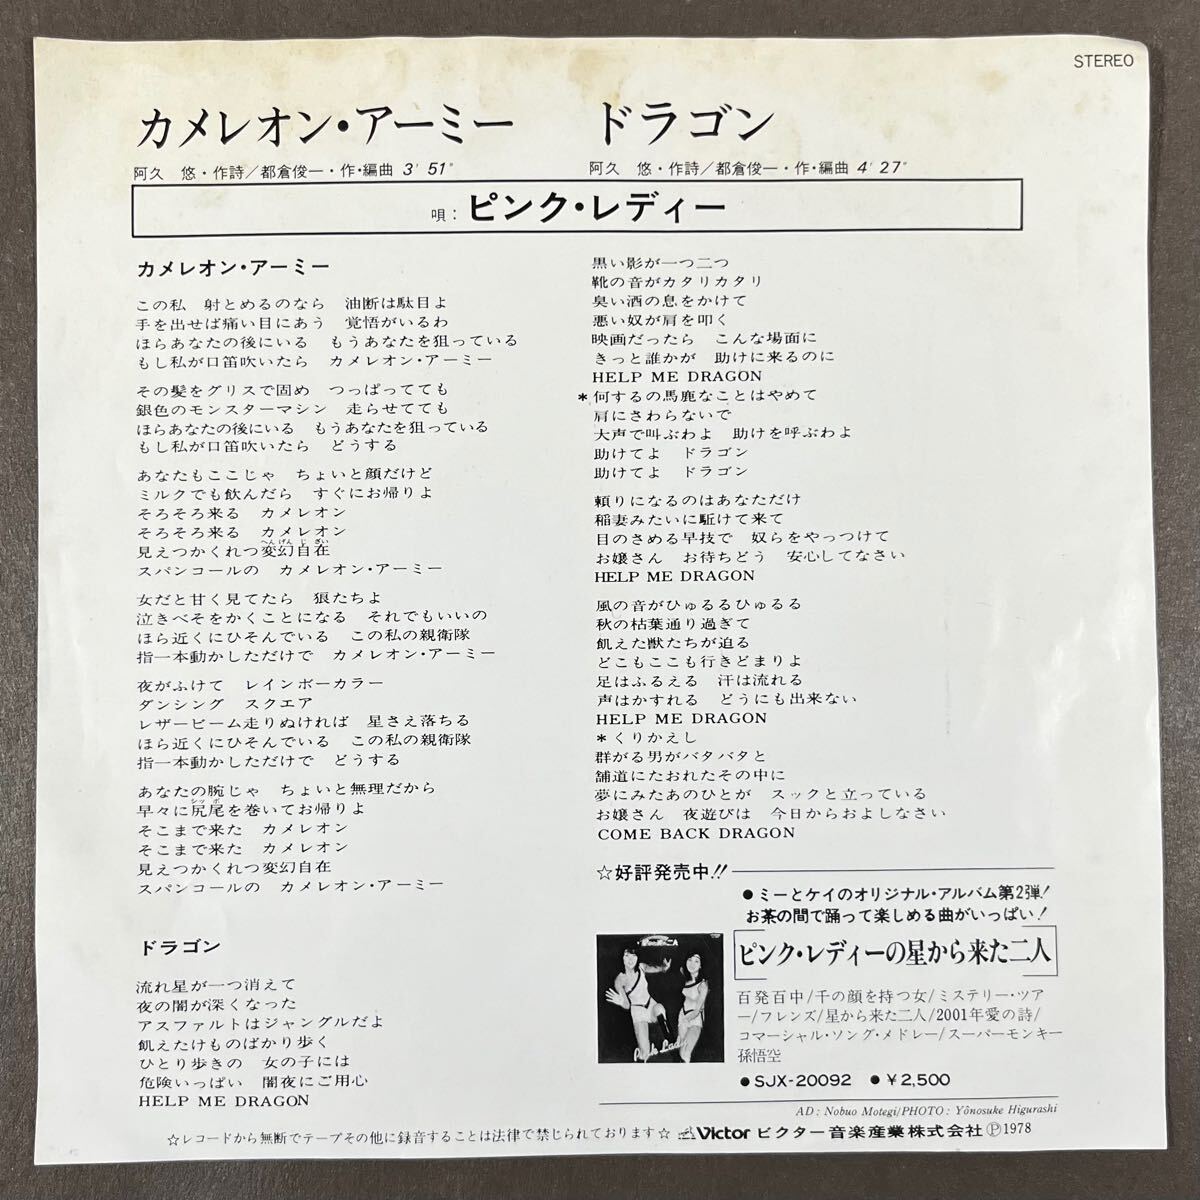 STEREO
カメレオン・アーミー
阿久 悠・作詩/都倉俊一・作・編曲 3′51″
ドラゴン
阿久 悠・作詩/都倉俊一・作・編曲 4′27″
唄：ピンク・レディー
カメレオン・アーミー
この私 射とめるのなら 油断は駄目よ
手を出せば痛い目にあう 覚悟がいるわ
ほらあなたの後にいる もうあなたを狙っている
もし私が口笛吹いたら カメレオン・アーミー
その髪をグリスで固め つっぱってても
銀色のモンスターマシン 走らせてても
ほらあなたの後にいる もうあなたを狙っている
もし私が口笛吹いたら どうする
あなたもここじゃ ちょいと顔だけど
ミルクでも飲んだら すぐにお帰りよ
そろそろ来る カメレオン
そろそろ来る カメレオン
へんげんじざい
見えつかくれつ変幻自在
スパンコールの カメレオン・アーミー
女だと甘く見てたら 狼たちよ
泣きべそをかくことになる それでもいいの
ほら近くにひそんでいる この私の親衛隊
指一本動かしただけで カメレオン・アーミー
夜がふけて レインボーカラー
ダンシング スクエア
レザービーム走りぬければ 星さえ落ちる
ほら近くにひそんでいる この私の親衛隊
指一本動かしただけで どうする
あなたの腕じゃ ちょいと無理だから
シッポ
早々に尻尾を巻いてお帰りよ
そこまで来た カメレオン
そこまで来た カメレオン
見えつかくれつ変幻自在
スパンコールの カメレオン・アーミー
ドラゴン
流れ星が一つ消えて
夜の闇が深くなった
アスファルトはジャングルだよ
飢えたけものばかり歩く
ひとり歩きの 女の子には
危険いっぱい 闇夜にご用心
HELP ME DRAGON
黒い影が一つ二つ
靴の音がカタリカタリ
臭い酒の息をかけて
悪い奴が肩を叩く
映画だったら こんな場面に
きっと誰かが 助けに来るのに
HELP ME DRAGON
*何するの馬鹿なことはやめて
肩にさわらないで
大声で叫ぶわよ 助けを呼ぶわよ
助けてよ ドラゴン
助けてよ ドラゴン
頼りになるのはあなただけ
稲妻みたいに駈けて来て
目のさめる早技で 奴らをやっつけて
お嬢さん お待ちどう 安心してなさい
HELP ME DRAGON
風の音がひゅるるひゅるる
秋の枯葉通り過ぎて
飢えた獣たちが迫る
どこもここも行きどまりよ
足はふるえる 汗は流れる
声はかすれる どうにも出来ない
HELP ME DRAGON
*くりかえし
群がる男がバタバタと
舗道にたおれたその中に
夢にみたあのひとが スックと立っている
お嬢さん 夜遊びは 今日からおよしなさい
COME BACK DRAGON
☆好評発売中!!
●ミーとケイのオリジナル・アルバム第2弾!
お茶の間で踊って楽しめる曲がいっぱい!
ピンク・レディーの星から来た二人
百発百中/千の顔を持つ女/ミステリー・ツア
ー/フレンズ/星から来た二人/2001年愛の詩/
コマーシャル・ソング・メドレー/スーパーモンキー
孫悟空
●SJX-20092 ●￥2,500
Pink Lady
AD：Nobuo Motegi/PHOTO：Yônosuke Higurashi
☆レコードから無断でテープその他に録音することは法律で禁じられております☆ Victor ビクター音楽産業株式会社Ⓟ1978